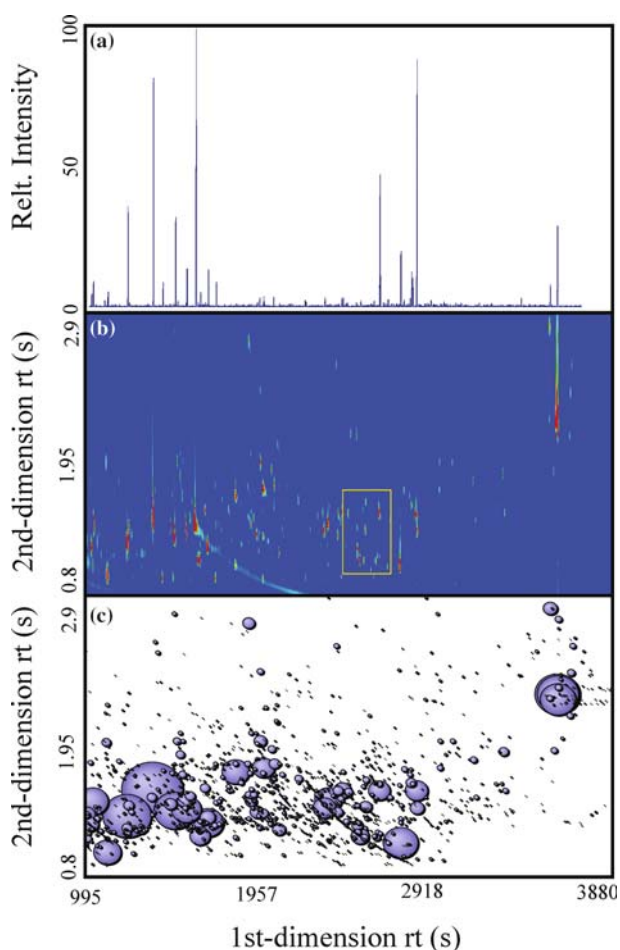 (a)
100
50
0
Relt. Intensity
(b)
2.9
1.95
0.8
2nd-dimension rt (s)
(c)
2.9
1.95
0.8
2nd-dimension rt (s)
995 1957 2918 3880
1st-dimension rt (s)